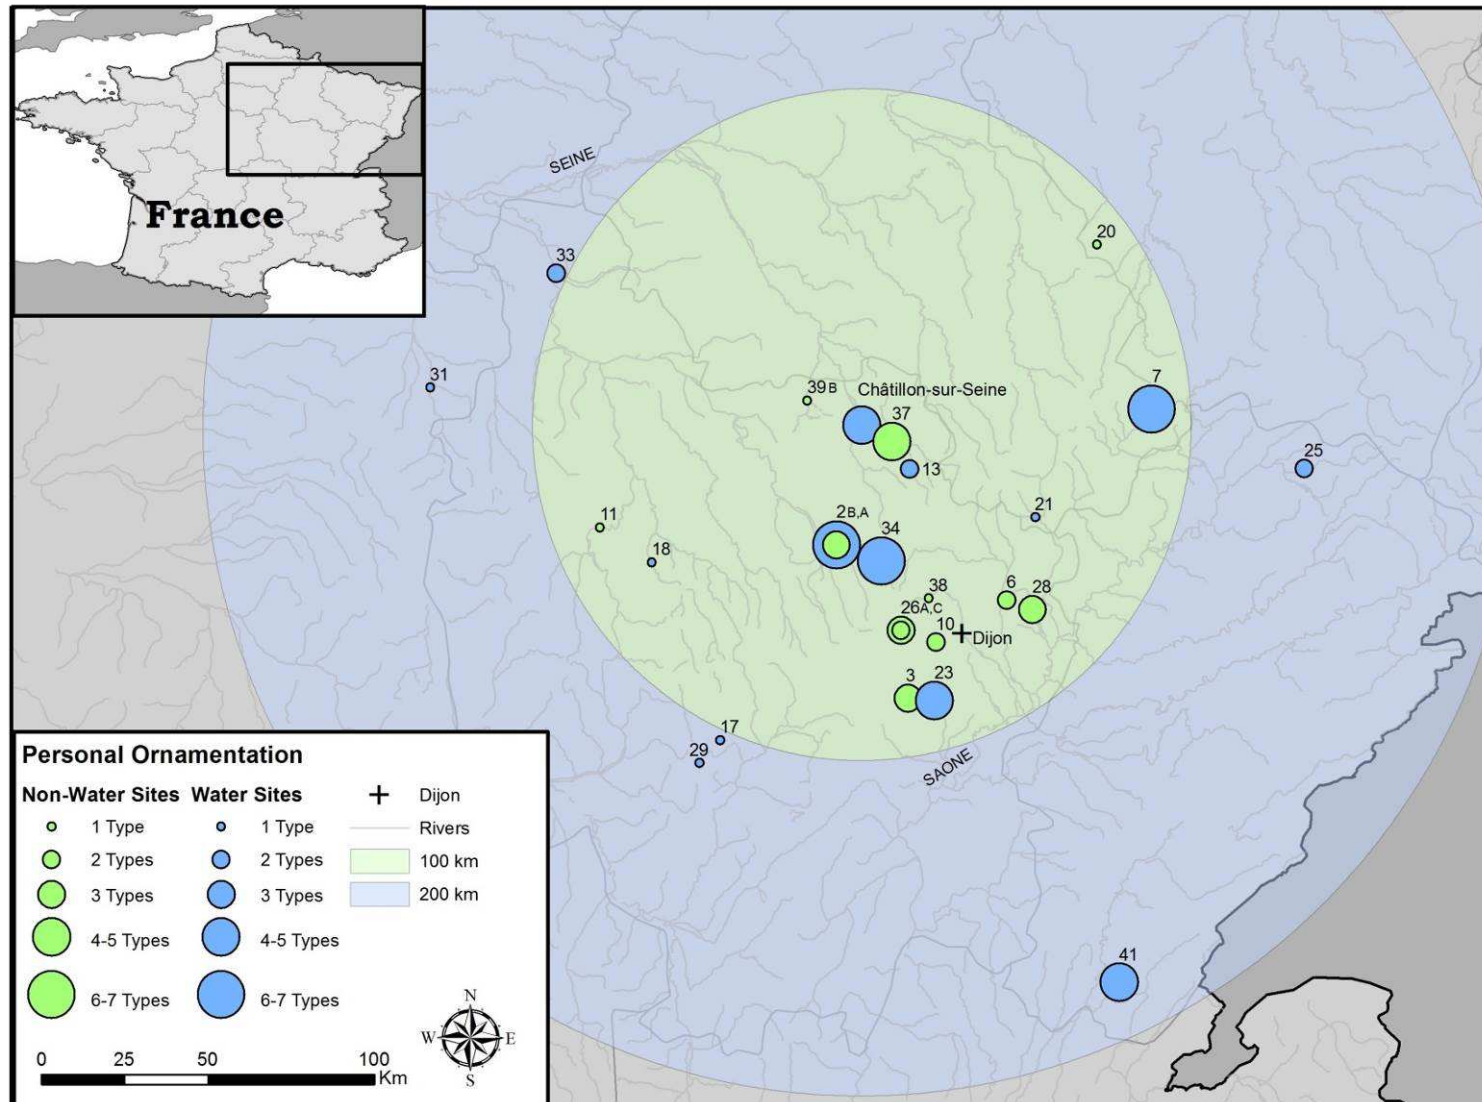 France
SEINE
20
33
31
39B
Châtillon-sur-Seine
37
7
13
25
2B,A
34
21
11
18
38
6
28
26A,C
10
Dijon
3
23
17
29
SAONE
41
Personal Ornamentation
Non-Water Sites Water Sites
1 Type 1 Type Dijon
2 Types 2 Types Rivers
3 Types 3 Types 100 km
4-5 Types 4-5 Types 200 km
6-7 Types 6-7 Types
N
W E
S
0 25 50 100
Km